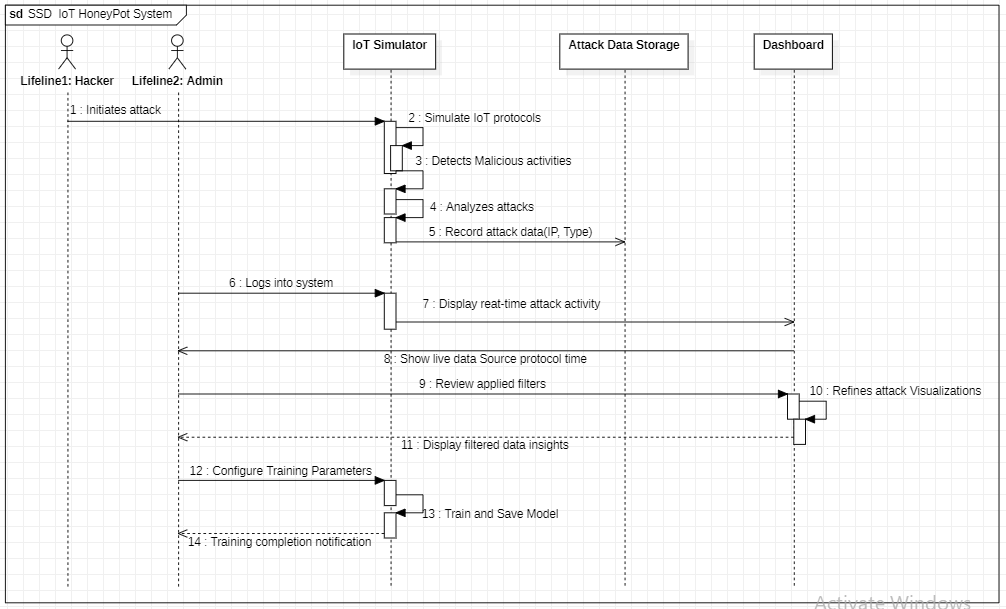 sd SSD IoT HoneyPot System
Lifeline1: Hacker
Lifeline2: Admin
IoT Simulator
Attack Data Storage
Dashboard
1 : Initiates attack
2 : Simulate IoT protocols
3 : Detects Malicious activities
4 : Analyzes attacks
5 : Record attack data(IP, Type)
6 : Logs into system
7 : Display reat-time attack activity
8 : Show live data Source protocol time
9 : Review applied filters
10 : Refines attack Visualizations
11 : Display filtered data insights
12 : Configure Training Parameters
13 : Train and Save Model
14 : Training completion notification
Activate Windows